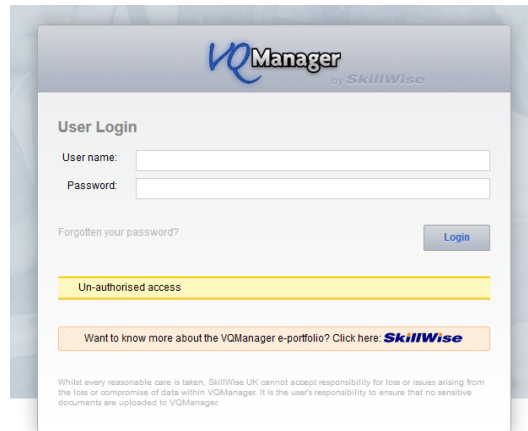 VQManager
by SkillWise
User Login
User name:
Password:
Forgotten your password?
Login
Un-authorised access
Want to know more about the VQManager e-portfolio? Click here: SkillWise
Whilst every reasonable care is taken, SkillWise UK cannot accept responsibility for loss or issues arising from
the loss or compromise of data within VQManager. It is the user's responsibility to ensure that no sensitive
documents are uploaded to VQManager.